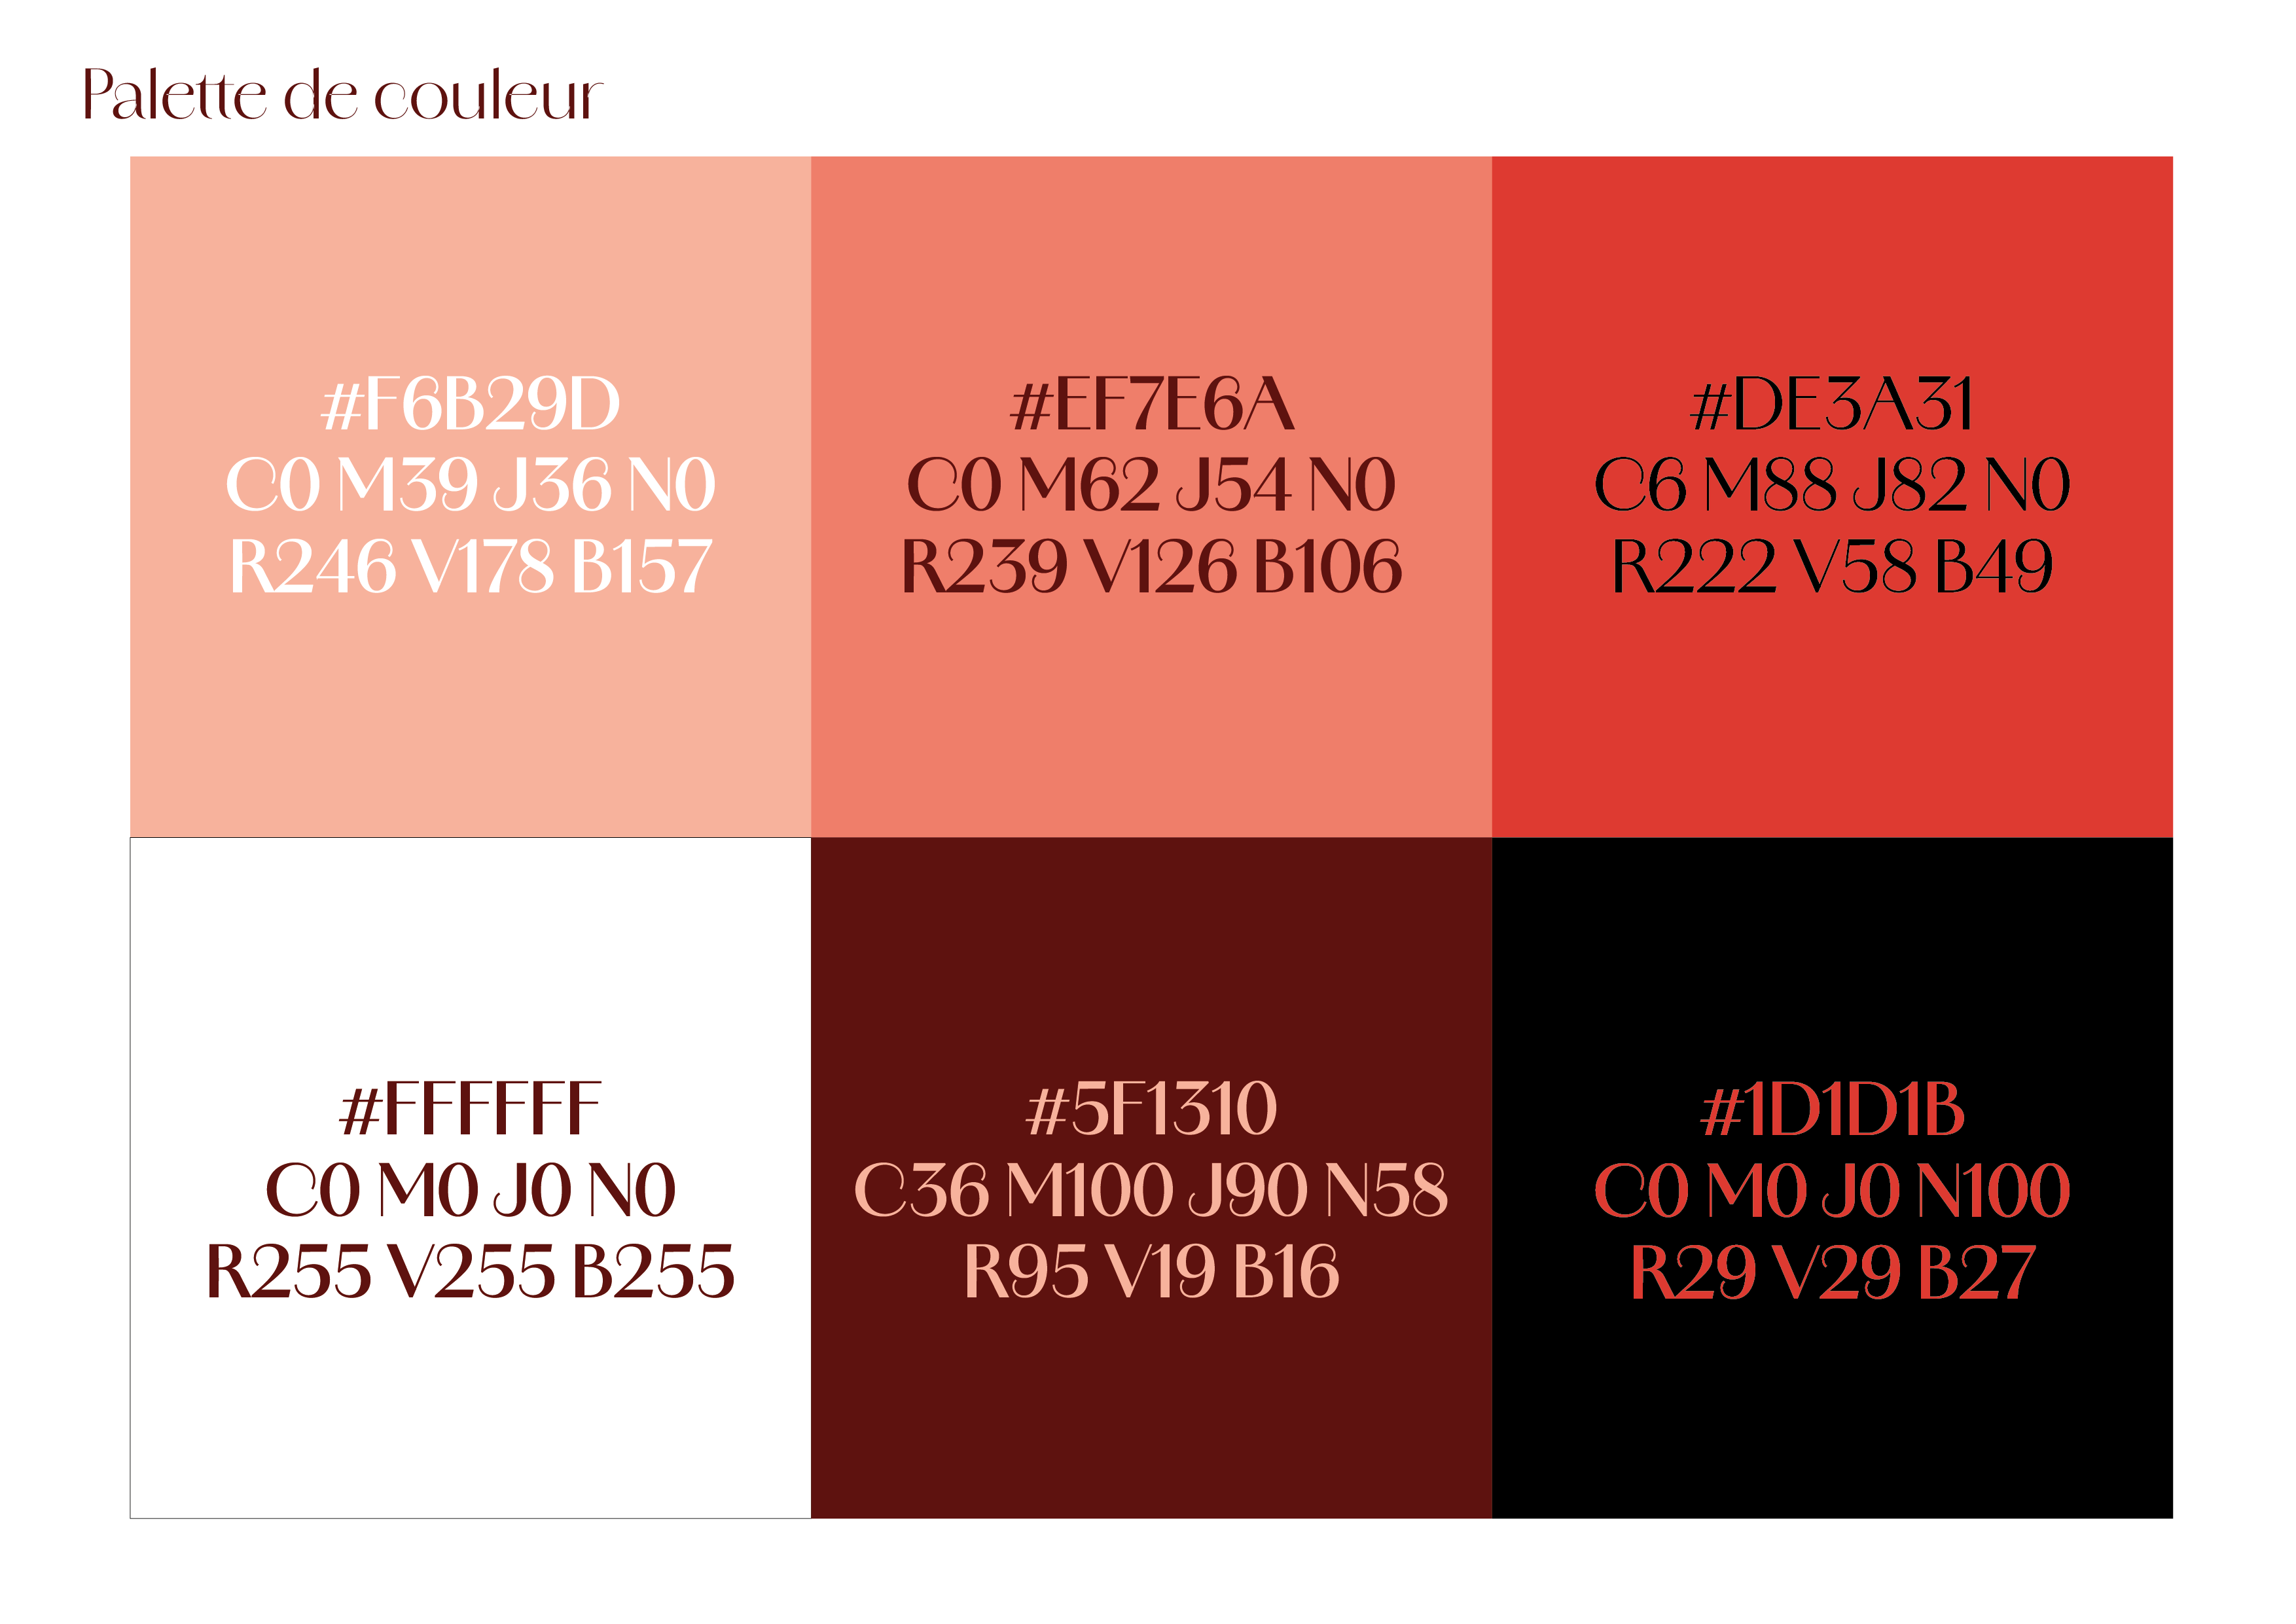 Palette de couleur
#F6B29D
C0 M39 J36 N0
R246 V178 B157
#EF7E6A
C0 M62 J54 N0
R239 V126 B106
#DE3A31
C6 M88 J82 N0
R222 V58 B49
#FFFFFF
C0 M0 J0 N0
R255 V255 B255
#5F1310
C36 M100 J90 N58
R95 V19 B16
#1D1D1B
C0 M0 J0 N100
R29 V29 B27